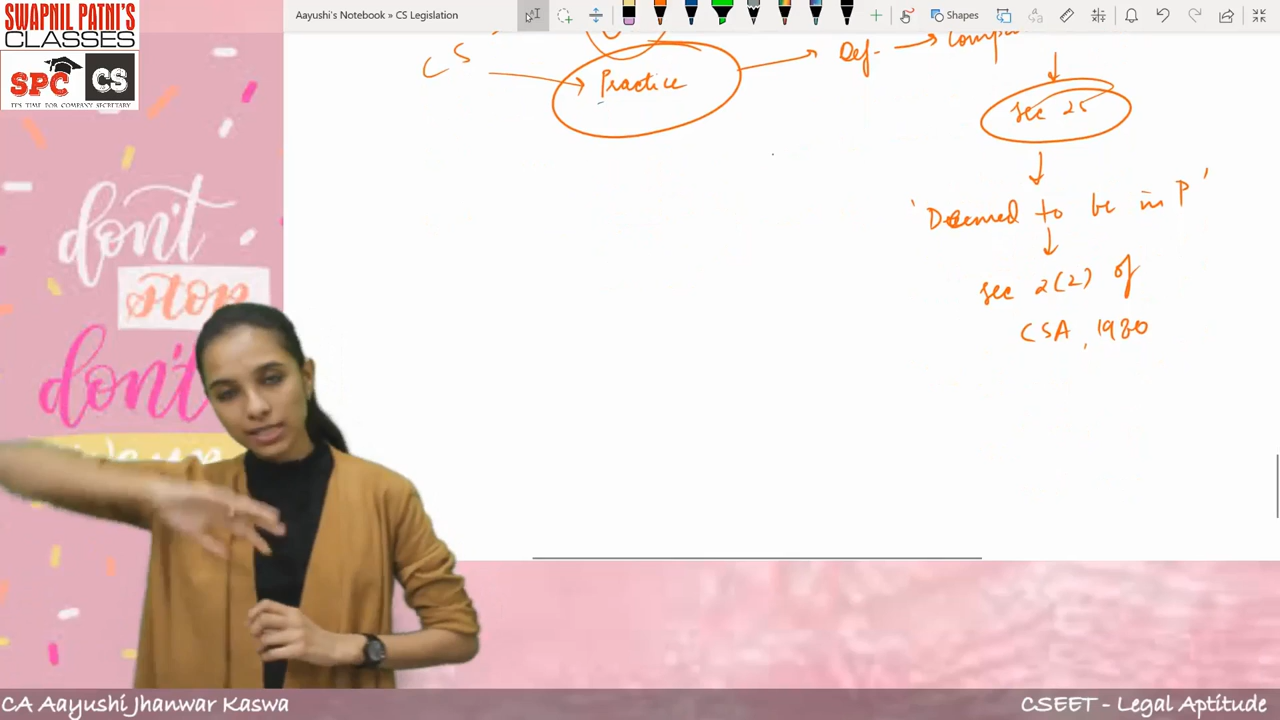 SWAPNIL PATNI'S
CLASSES
SPC CS
IT'S TIME FOR COMPANY SECRETARY
Aayushi's Notebook » CS Legislation
Shapes
CS
Practice
Def.
Sec 25
'Deemed to be in P'
Sec 2(2) of
CSA, 1980
don't
stop
don't
CA Aayushi Jhanwar Kaswa
CSEET - Legal Aptitude